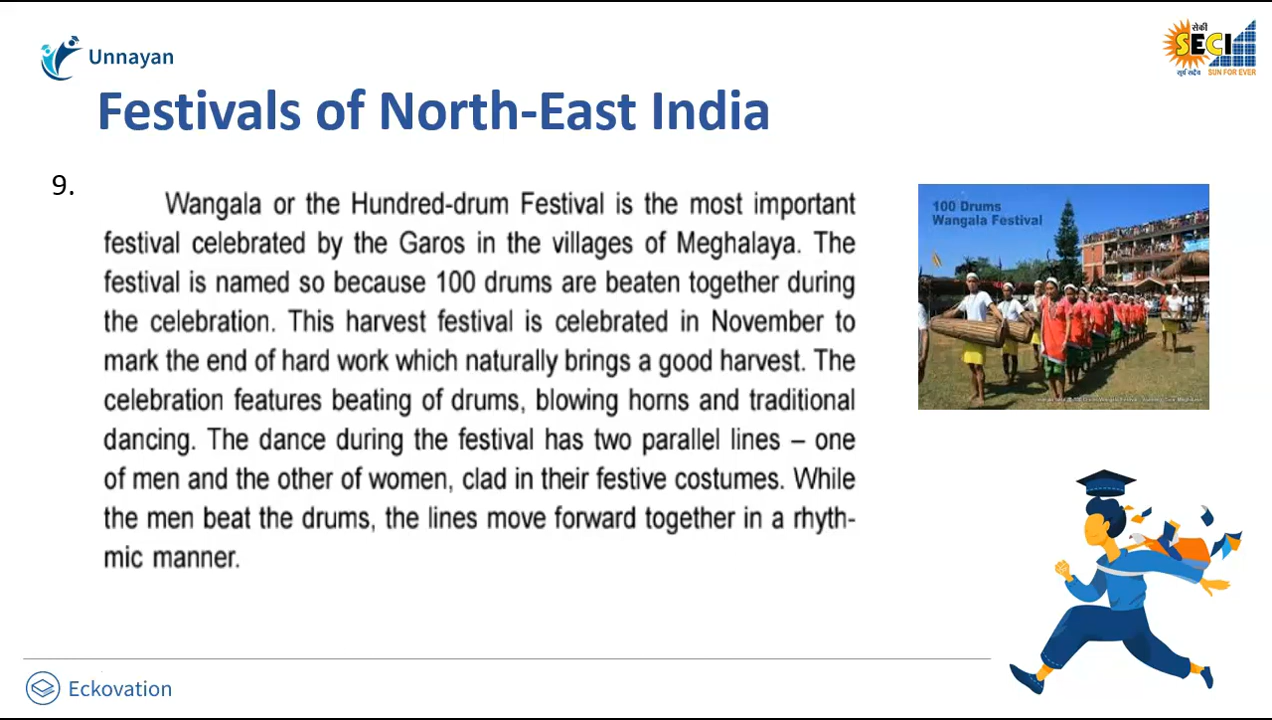 Unnayan
सेकी
SECI
SUN FOR EVER
Festivals of North-East India
9.
Wangala or the Hundred-drum Festival is the most important
festival celebrated by the Garos in the villages of Meghalaya. The
festival is named so because 100 drums are beaten together during
the celebration. This harvest festival is celebrated in November to
mark the end of hard work which naturally brings a good harvest. The
celebration features beating of drums, blowing horns and traditional
dancing. The dance during the festival has two parallel lines – one
of men and the other of women, clad in their festive costumes. While
the men beat the drums, the lines move forward together in a rhyth-
mic manner.
100 Drums
Wangala Festival
Eckovation